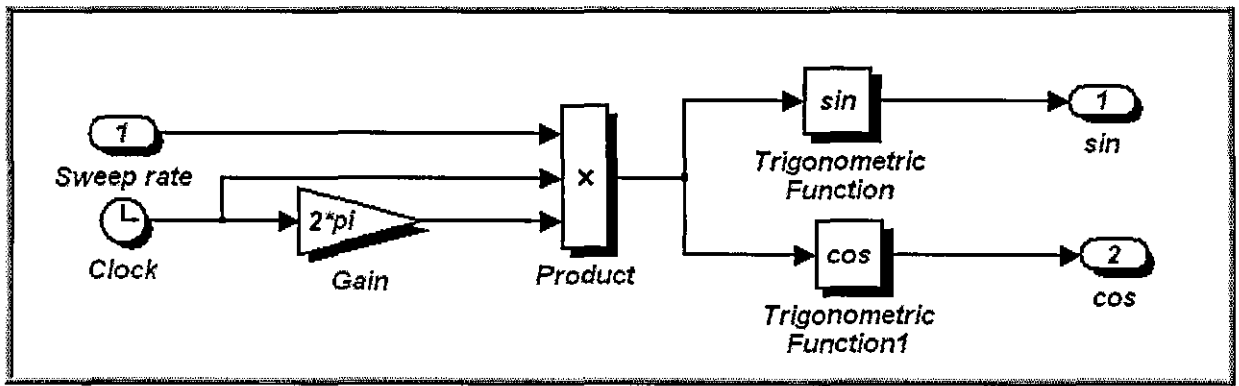 1
Sweep rate
Clock
2*pi
Gain
×
Product
sin
Trigonometric
Function
cos
Trigonometric
Function1
1
sin
2
cos